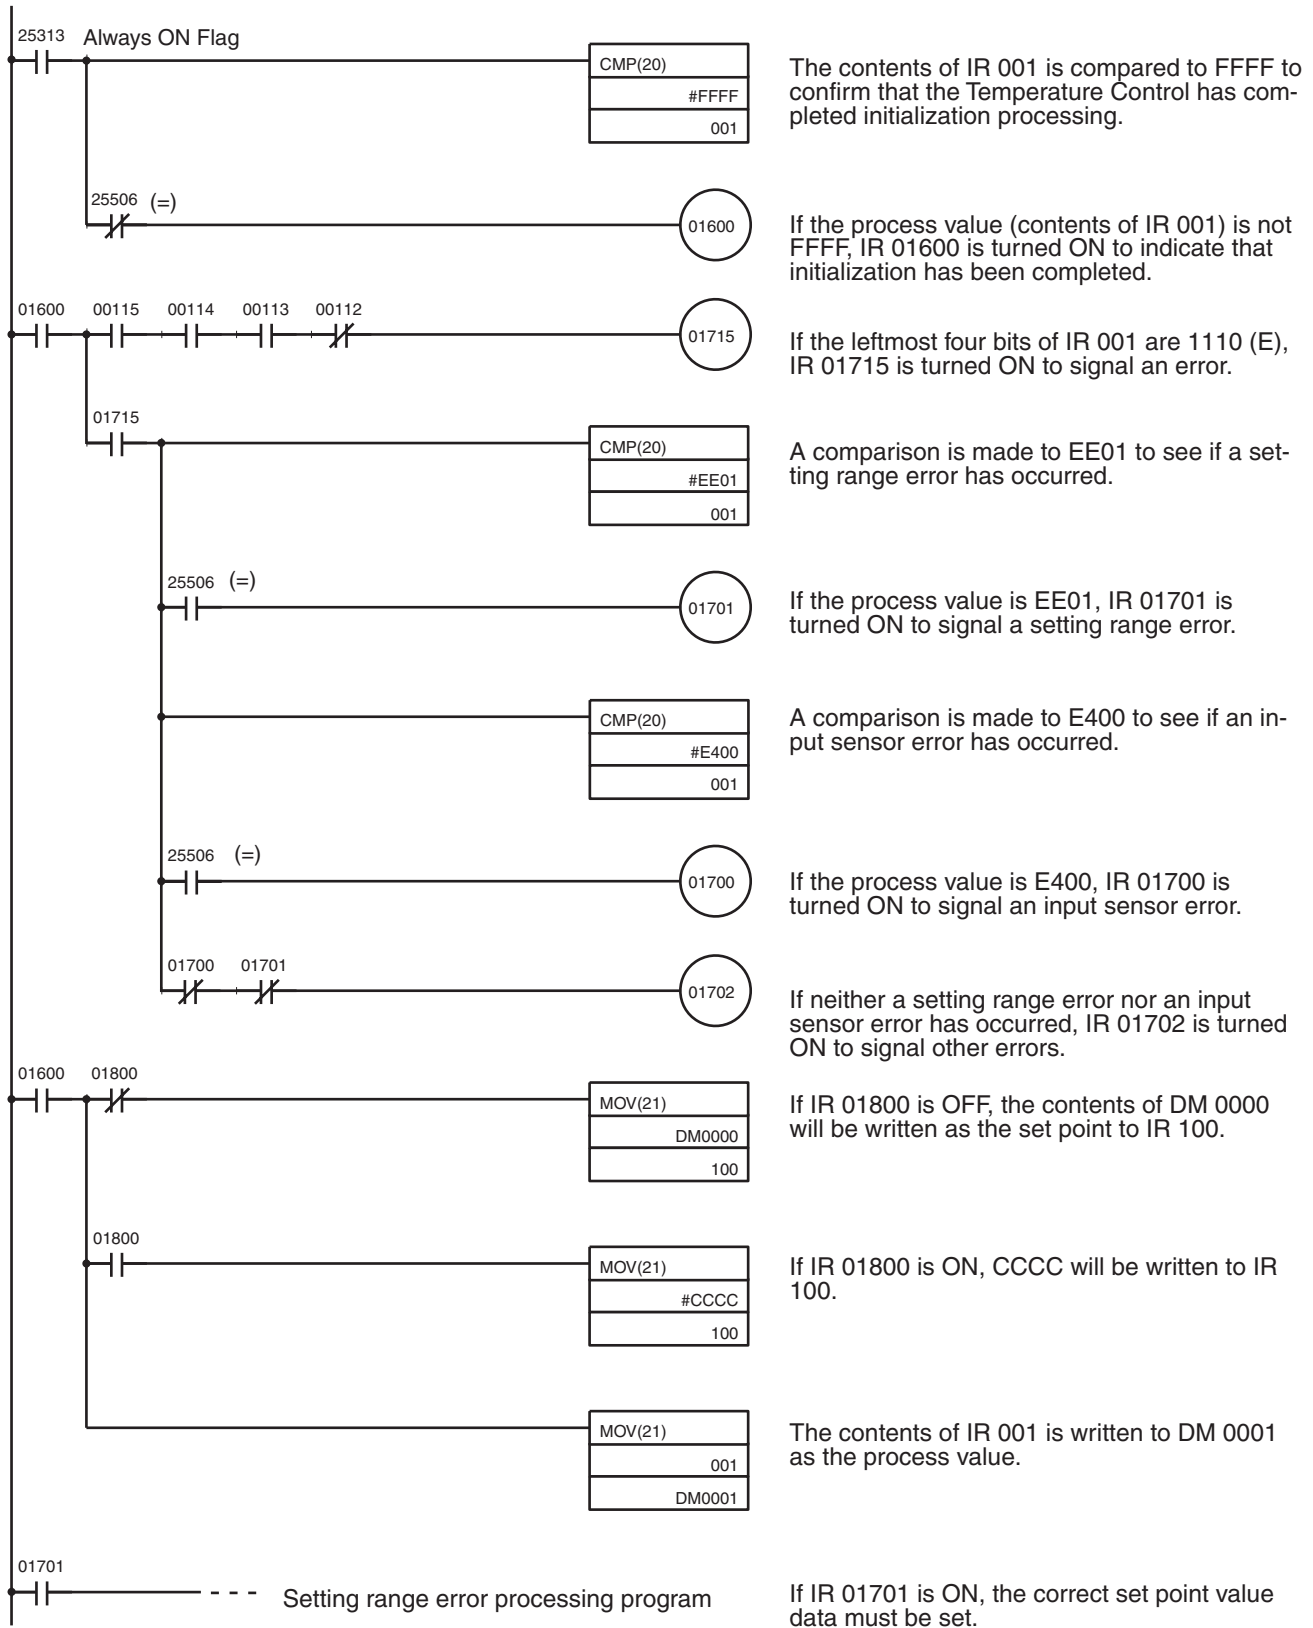 25313 Always ON Flag
CMP(20)
#FFFF
001
The contents of IR 001 is compared to FFFF to
confirm that the Temperature Control has com-
pleted initialization processing.
25506 (=)
01600
If the process value (contents of IR 001) is not
FFFF, IR 01600 is turned ON to indicate that
initialization has been completed.
01600 00115 00114 00113 00112
01715
If the leftmost four bits of IR 001 are 1110 (E),
IR 01715 is turned ON to signal an error.
01715
CMP(20)
#EE01
001
A comparison is made to EE01 to see if a set-
ting range error has occurred.
25506 (=)
01701
If the process value is EE01, IR 01701 is
turned ON to signal a setting range error.
CMP(20)
#E400
001
A comparison is made to E400 to see if an in-
put sensor error has occurred.
25506 (=)
01700
If the process value is E400, IR 01700 is
turned ON to signal an input sensor error.
01700 01701
01702
If neither a setting range error nor an input
sensor error has occurred, IR 01702 is turned
ON to signal other errors.
01600 01800
MOV(21)
DM0000
100
If IR 01800 is OFF, the contents of DM 0000
will be written as the set point to IR 100.
01800
MOV(21)
#CCCC
100
If IR 01800 is ON, CCCC will be written to IR
100.
MOV(21)
001
DM0001
The contents of IR 001 is written to DM 0001
as the process value.
01701
Setting range error processing program
If IR 01701 is ON, the correct set point value
data must be set.